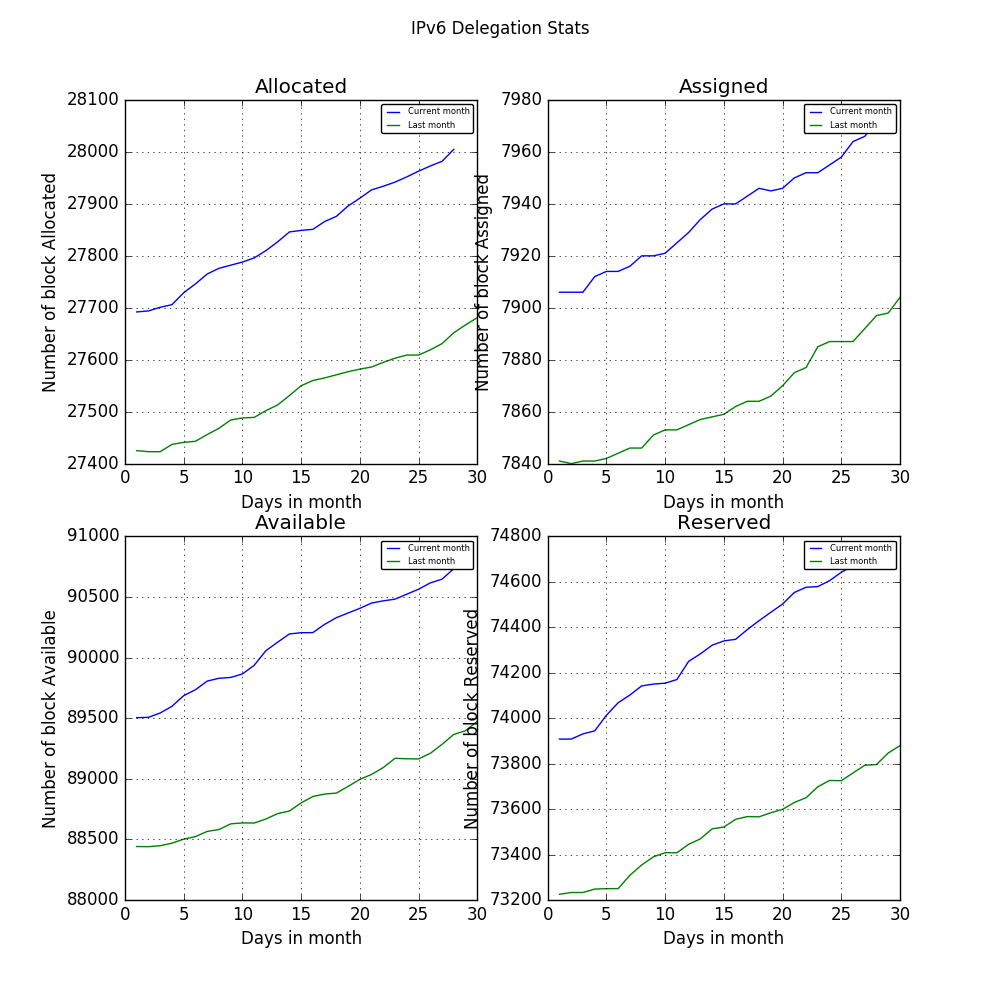 IPv6 Delegation Stats
Allocated
Number of block Allocated
28100
28000
27900
27800
27700
27600
27500
27400
Current month
Last month
0 5 10 15 20 25 30
Days in month
Assigned
Number of block Assigned
7980
7960
7940
7920
7900
7880
7860
7840
Current month
Last month
0 5 10 15 20 25 30
Days in month
Available
Number of block Available
91000
90500
90000
89500
89000
88500
88000
Current month
Last month
0 5 10 15 20 25 30
Days in month
Reserved
Number of block Reserved
74800
74600
74400
74200
74000
73800
73600
73400
73200
Current month
Last month
0 5 10 15 20 25 30
Days in month